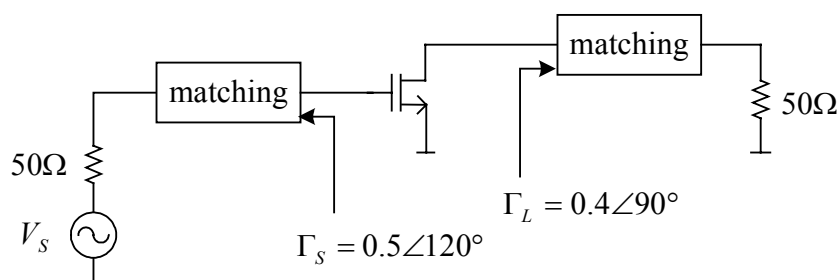 matching
matching
50Ω
50Ω
V_S
Γ_S = 0.5∠120°
Γ_L = 0.4∠90°